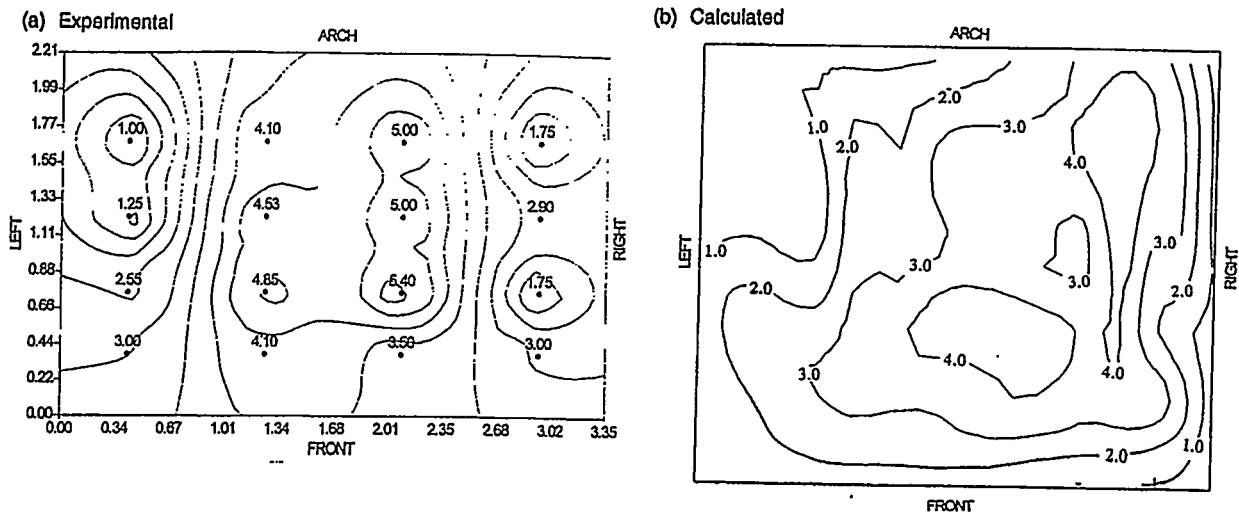 (a) Experimental
ARCH
2.21
1.99
1.77
1.55
1.33
1.11
0.88
0.68
0.44
0.22
0.00
LEFT
1.00 4.10 5.00 1.75
1.25 4.53 5.00 2.90
2.55 4.85 5.40 1.75
3.00 4.10 3.50 3.00
RIGHT
0.00 0.34 0.67 1.01 1.34 1.68 2.01 2.35 2.68 3.02 3.35
FRONT
(b) Calculated
ARCH
2.0
1.0 2.0 3.0
4.0
LEFT
1.0 3.0 3.0 3.0
2.0 2.0
4.0 4.0
3.0
2.0 1.0
RIGHT
FRONT